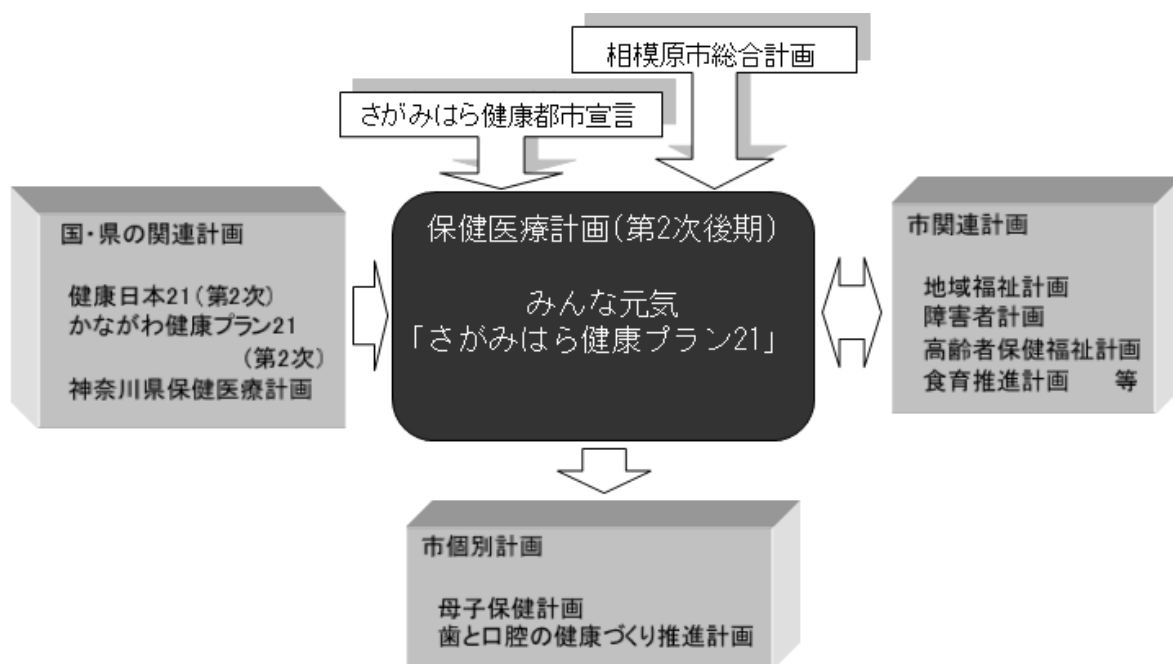 相模原市総合計画
さがみはら健康都市宣言
保健医療計画(第2次後期)
みんな元気
「さがみはら健康プラン21」
国・県の関連計画
健康日本21(第2次)
かながわ健康プラン21
(第2次)
神奈川県保健医療計画
市関連計画
地域福祉計画
障害者計画
高齢者保健福祉計画
食育推進計画　等
市個別計画
母子保健計画
歯と口腔の健康づくり推進計画